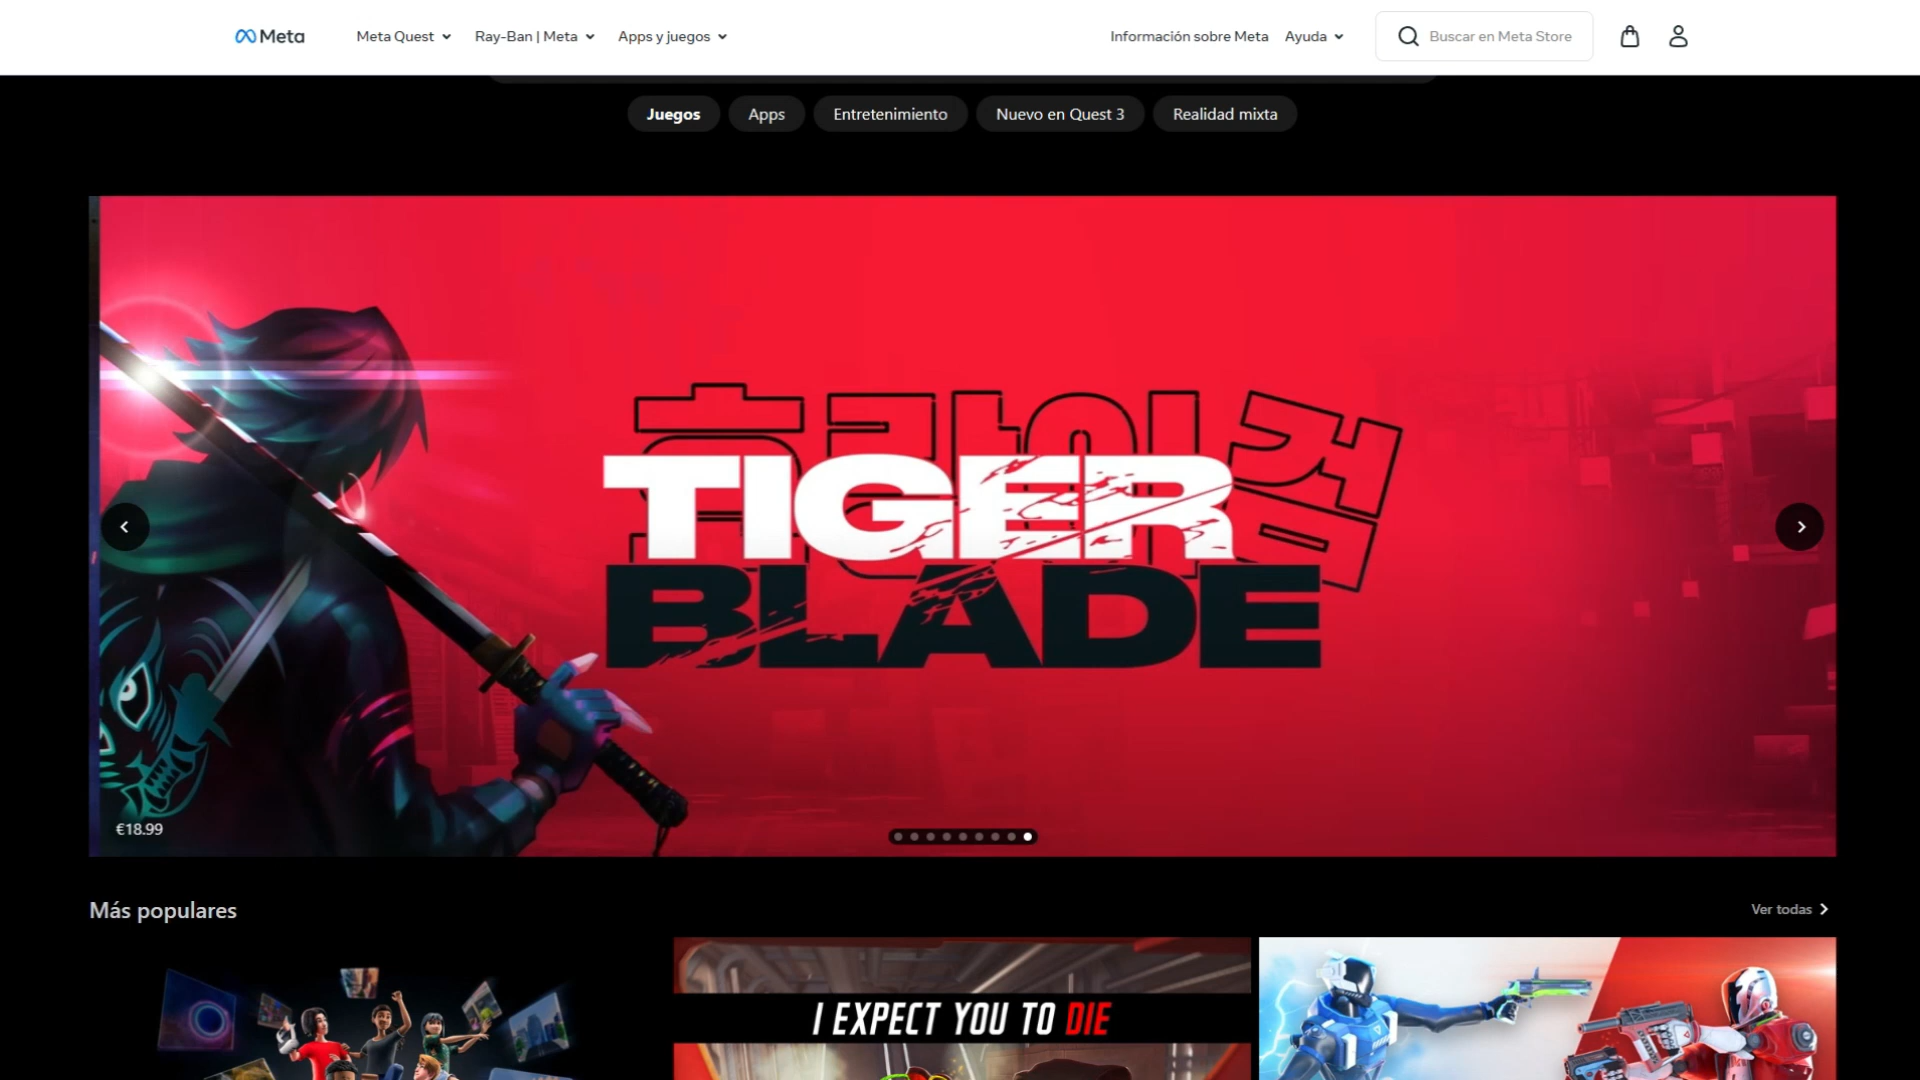 Meta
Meta Quest
Ray-Ban | Meta
Apps y juegos
Información sobre Meta
Ayuda
Buscar en Meta Store
Juegos
Apps
Entretenimiento
Nuevo en Quest 3
Realidad mixta
TIGER
BLADE
€18.99
Más populares
Ver todas
I EXPECT YOU TO DIE